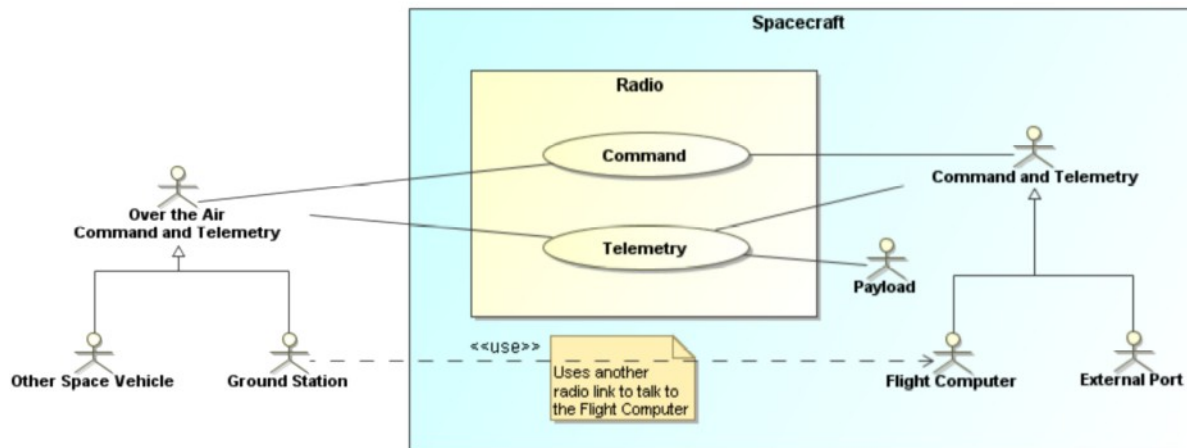 Spacecraft
Radio
Command
Command and Telemetry
Over the Air
Command and Telemetry
Telemetry
Payload
<<use>>
Uses another
radio link to talk to
the Flight Computer
Other Space Vehicle
Ground Station
Flight Computer
External Port